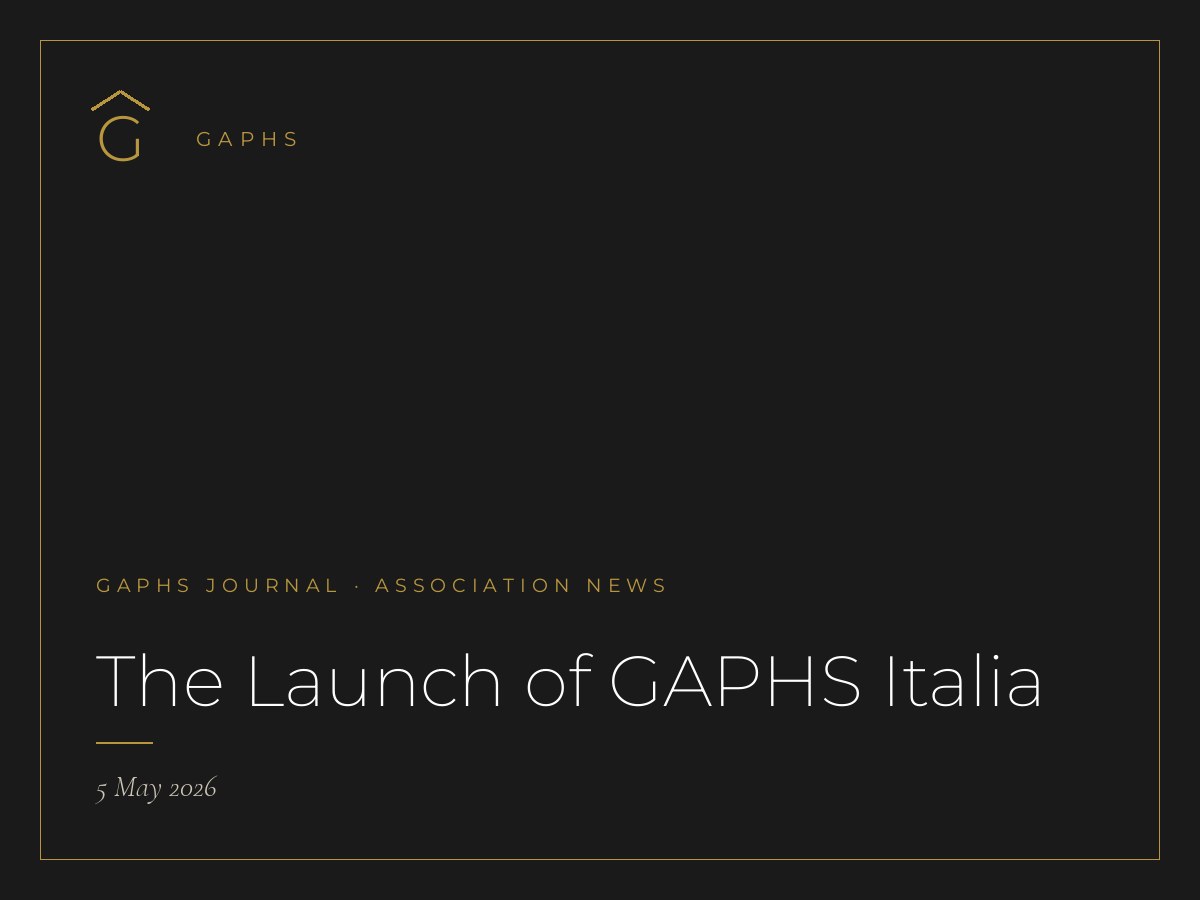 G
GAPHS
GAPHS JOURNAL · ASSOCIATION NEWS
The Launch of GAPHS Italia
5 May 2026